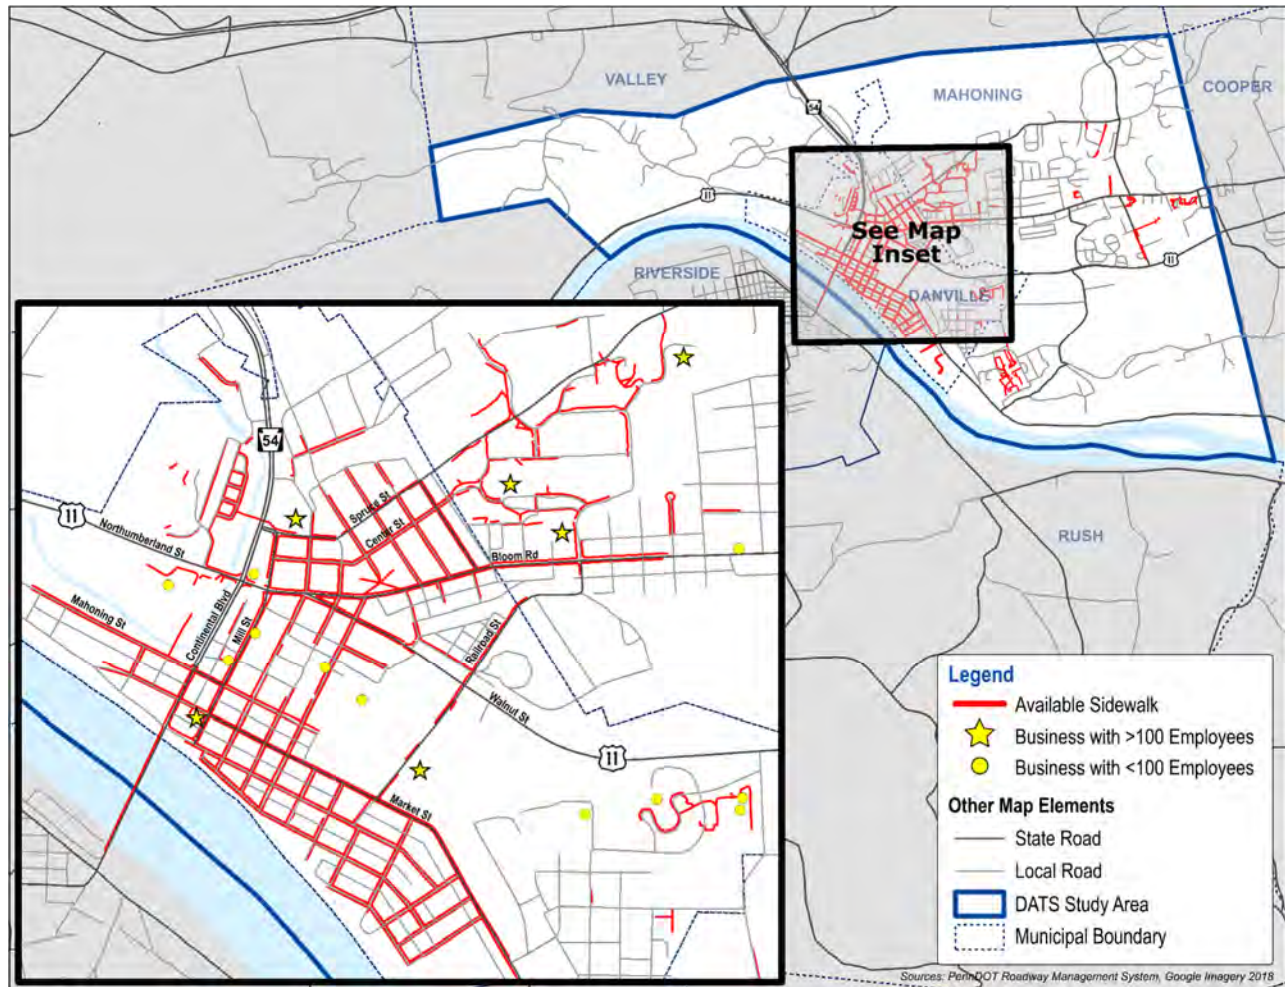 VALLEY
MAHONING
COOPER
54
11
See Map
Inset
RIVERSIDE
DANVILLE
11
54
11
Northumberland St
Spruce St
Center St
Bloom Rd
Mahoning St
Continental Blvd
Mill St
Railroad St
Walnut St
11
Market St
RUSH
Legend
Available Sidewalk
Business with >100 Employees
Business with <100 Employees
Other Map Elements
State Road
Local Road
DATS Study Area
Municipal Boundary
Sources: PennDOT Roadway Management System, Google Imagery 2018